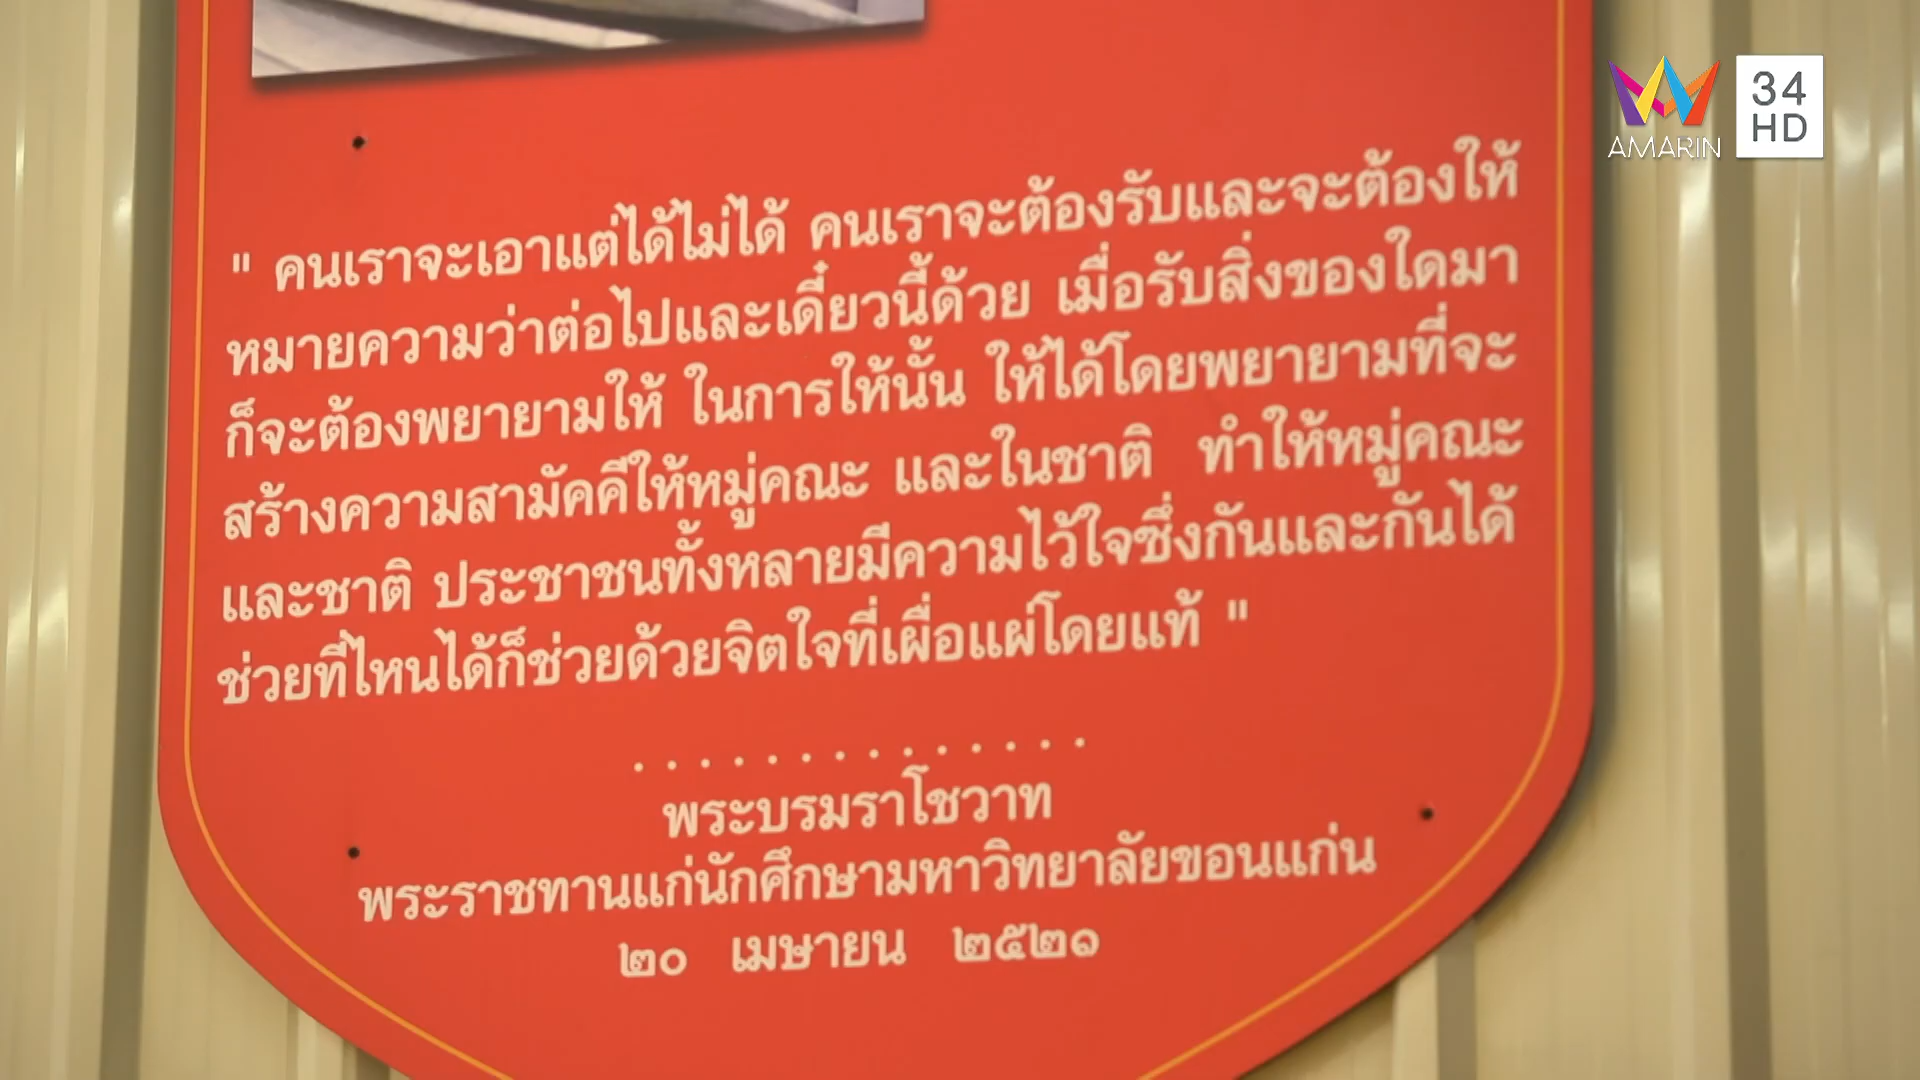 AMARIN
34
HD
" คนเราจะเอาแต่ได้ไม่ได้ คนเราจะต้องรับและจะต้องให้
หมายความว่าต่อไปและเดี๋ยวนี้ด้วย เมื่อรับสิ่งของใดมา
ก็จะต้องพยายามให้ ในการให้นั้น ให้ได้โดยพยายามที่จะ
สร้างความสามัคคีให้หมู่คณะ และในชาติ ทำให้หมู่คณะ
และชาติ ประชาชนทั้งหลายมีความไว้ใจซึ่งกันและกันได้
ช่วยที่ไหนได้ก็ช่วยด้วยจิตใจที่เผื่อแผ่โดยแท้ "
. . . . . . . . . . . . . .
พระบรมราโชวาท
พระราชทานแก่นักศึกษามหาวิทยาลัยขอนแก่น
๒๐ เมษายน ๒๕๒๑